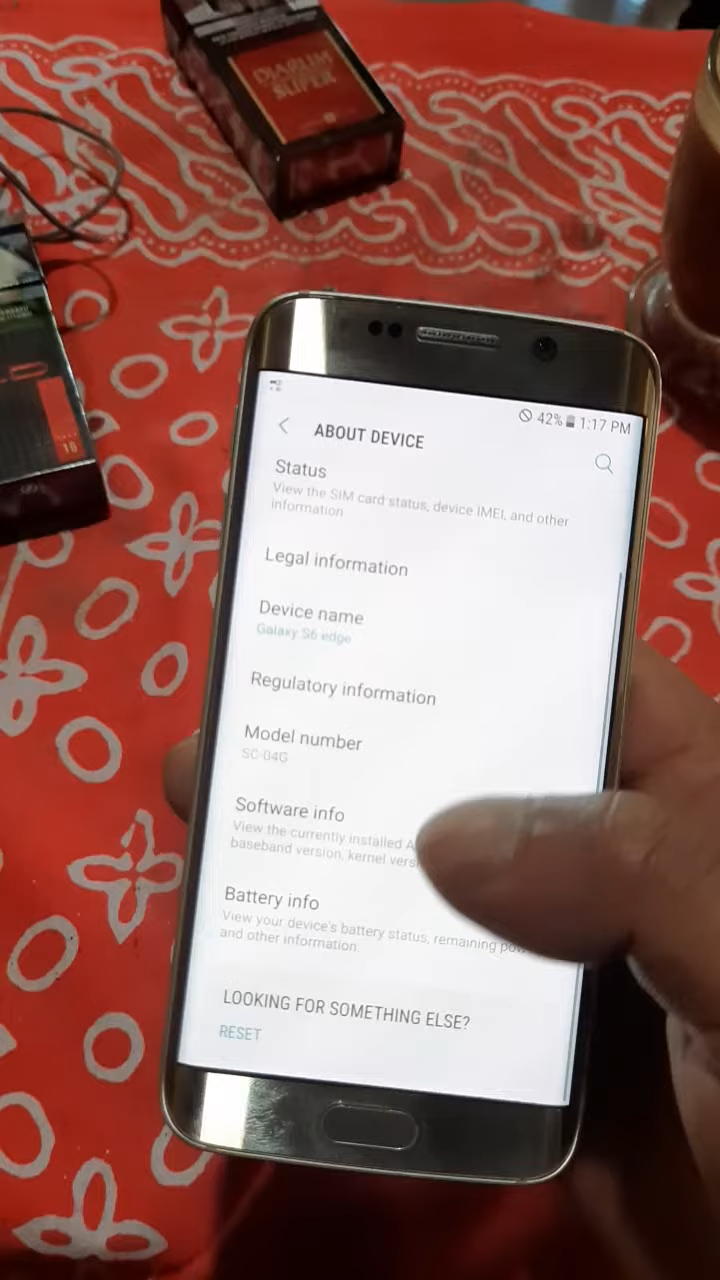 DJARUM
SUPER
16
42% 1:17 PM
ABOUT DEVICE
Status
View the SIM card status, device IMEI, and other
information.
Legal information
Device name
Galaxy S6 edge
Regulatory information
Model number
SC-04G
Software info
View the currently installed A
baseband version, kernel vers
Battery info
View your device's battery status, remaining pow
and other information.
LOOKING FOR SOMETHING ELSE?
RESET